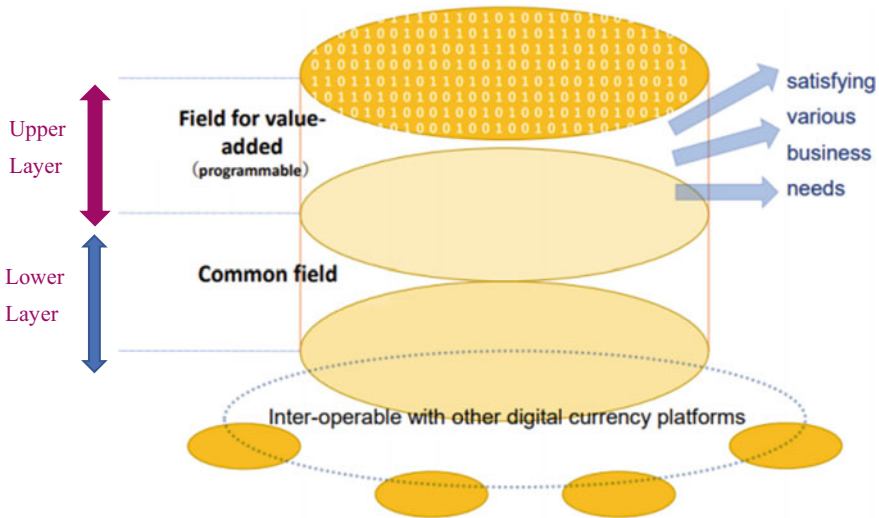 Upper
Layer
Field for value-
added
(programmable)
satisfying
various
business
needs
Lower
Layer
Common field
Inter-operable with other digital currency platforms